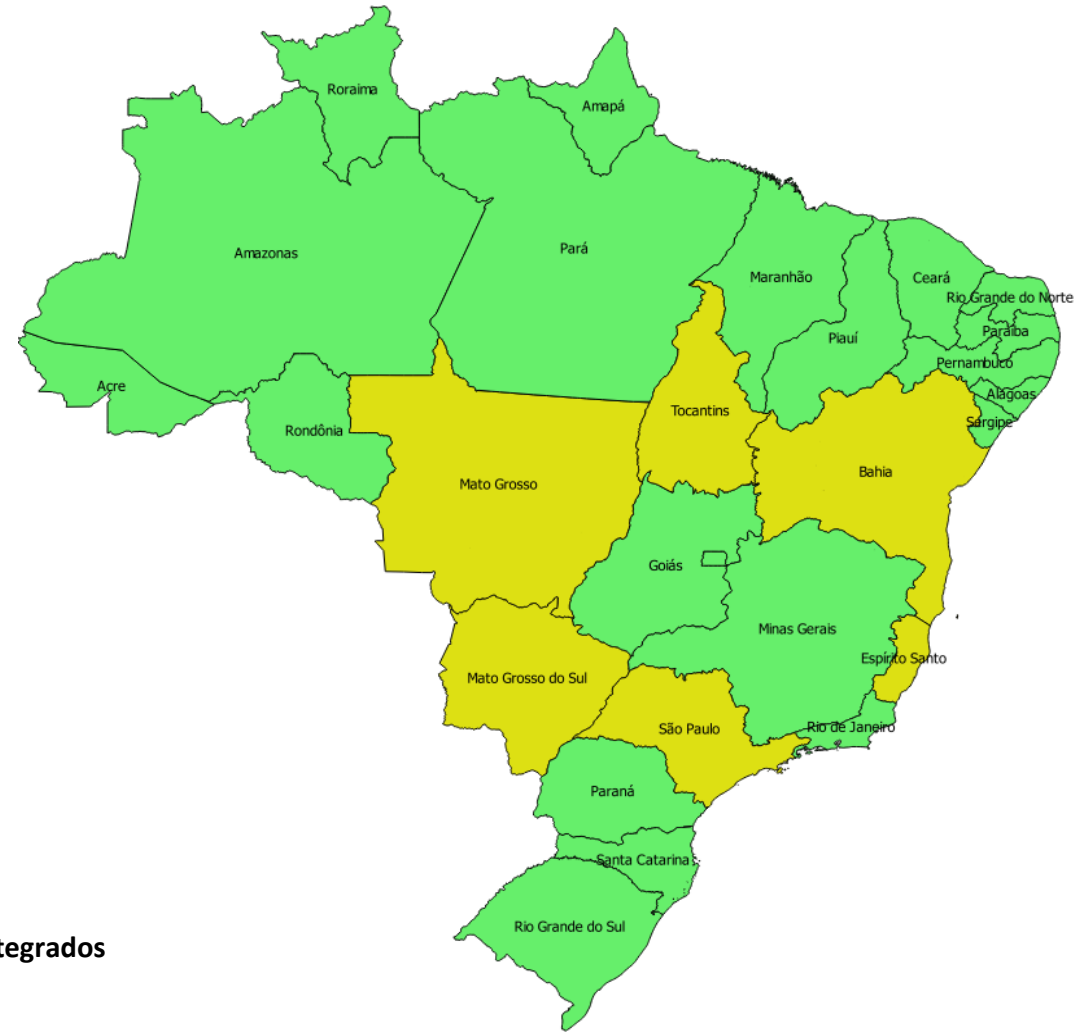 Roraima
Amapá
Amazonas
Pará
Maranhão
Ceará
Rio Grande do Norte
Paraíba
Piauí
Pernambuco
Acre
Alagoas
Tocantins
Sergipe
Rondônia
Bahia
Mato Grosso
Goiás
Minas Gerais
Espírito Santo
Mato Grosso do Sul
Rio de Janeiro
São Paulo
Paraná
Santa Catarina
Rio Grande do Sul
tegrados